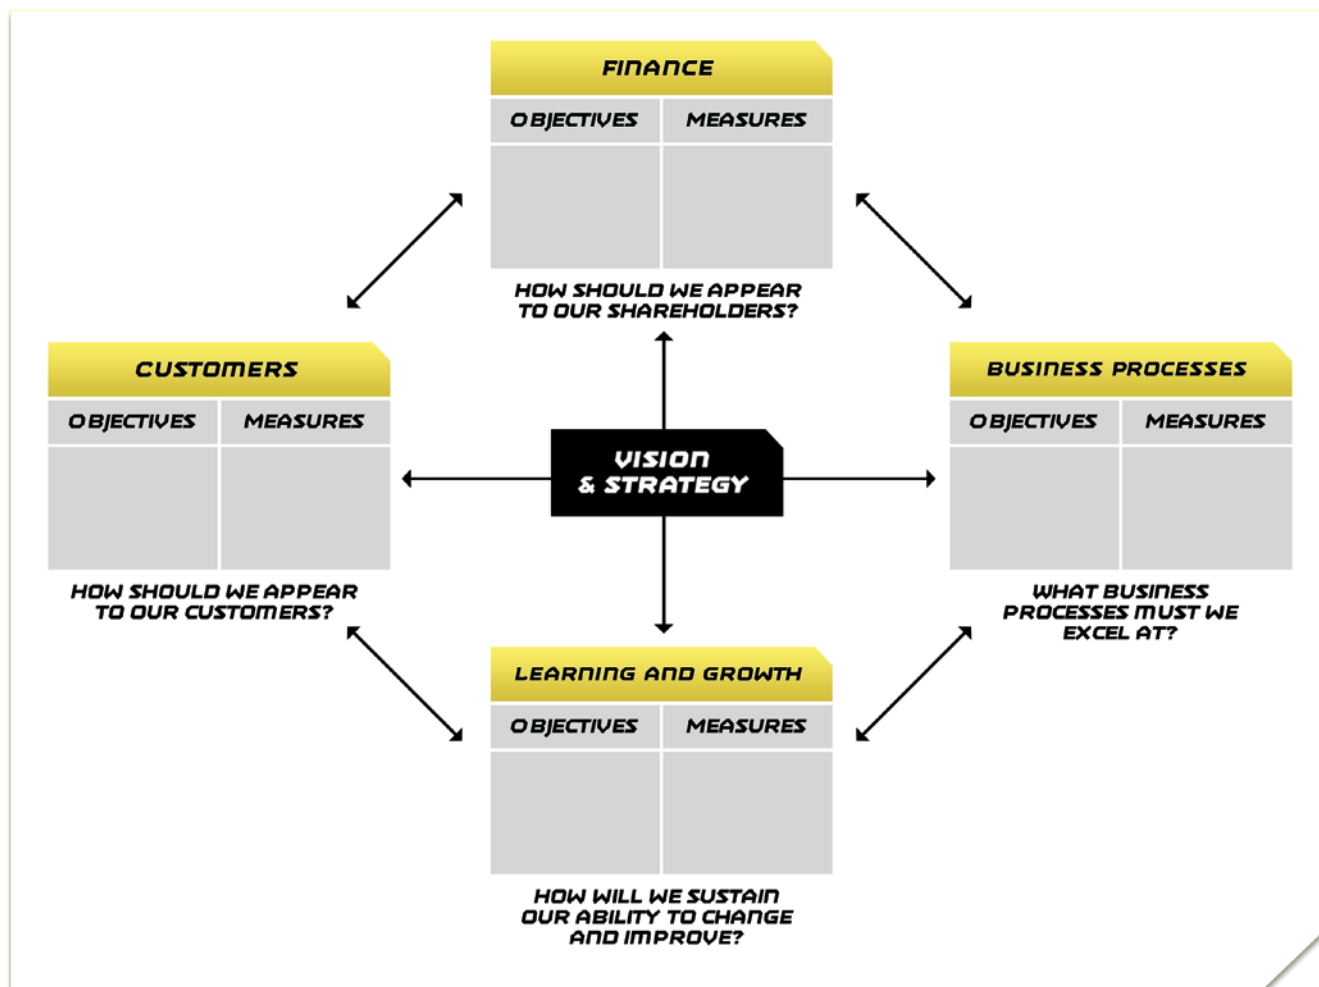 FINANCE
OBJECTIVES MEASURES
HOW SHOULD WE APPEAR
TO OUR SHAREHOLDERS?
CUSTOMERS
OBJECTIVES MEASURES
HOW SHOULD WE APPEAR
TO OUR CUSTOMERS?
VISION
& STRATEGY
BUSINESS PROCESSES
OBJECTIVES MEASURES
WHAT BUSINESS
PROCESSES MUST WE
EXCEL AT?
LEARNING AND GROWTH
OBJECTIVES MEASURES
HOW WILL WE SUSTAIN
OUR ABILITY TO CHANGE
AND IMPROVE?